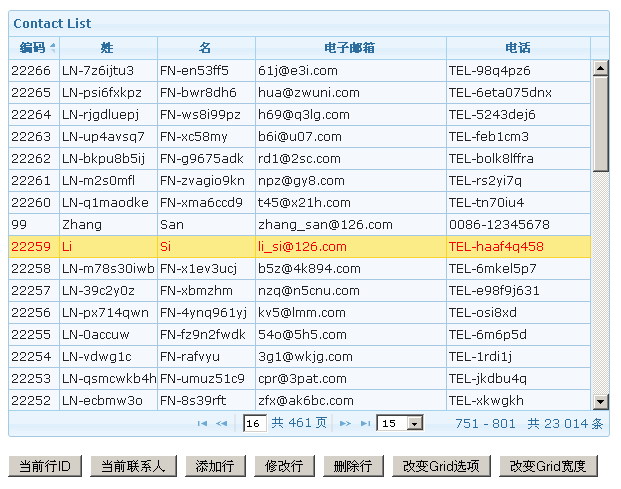 Contact List
编码 姓 名 电子邮箱 电话
22266 LN-7z6ijtu3 FN-en53ff5 61j@e3i.com TEL-98q4pz6
22265 LN-psi6fxkpz FN-bwr8dh6 hua@zwuni.com TEL-6eta075dnx
22264 LN-rjgdluepj FN-ws8i99pz h69@q3lg.com TEL-5243dej6
22263 LN-up4avsq7 FN-xc58my b6i@u07.com TEL-feb1cm3
22262 LN-bkpu8b5ij FN-g9675adk rd1@2sc.com TEL-bolk8lffra
22261 LN-m2s0mfl FN-zvagio9kn npz@gy8.com TEL-rs2yi7q
22260 LN-q1maodke FN-xma6ccd9 t45@x21h.com TEL-tn70iu4
99 Zhang San zhang_san@126.com 0086-12345678
22259 Li Si li_si@126.com TEL-haaf4q458
22258 LN-m78s30iwb FN-x1ev3ucj b5z@4k894.com TEL-6mkel5p7
22257 LN-39c2y0z FN-xbmzhm nzq@n5cnu.com TEL-e98f9j631
22256 LN-px714qwn FN-4ynq961yj kv5@lmm.com TEL-osi8xd
22255 LN-0accuw FN-fz9n2fwdk 54o@5h5.com TEL-6m6p5d
22254 LN-vdwg1c FN-rafvyu 3g1@wkjg.com TEL-1rdi1j
22253 LN-qsmcwkb4h FN-umuz51c9 cpr@3pat.com TEL-jkdbu4q
22252 LN-ecbmw3o FN-8s39rft zfx@ak6bc.com TEL-xkwgkh
16 共 461 页 15 751 - 801 共 23 014 条
当前行ID 当前联系人 添加行 修改行 删除行 改变Grid选项 改变Grid宽度